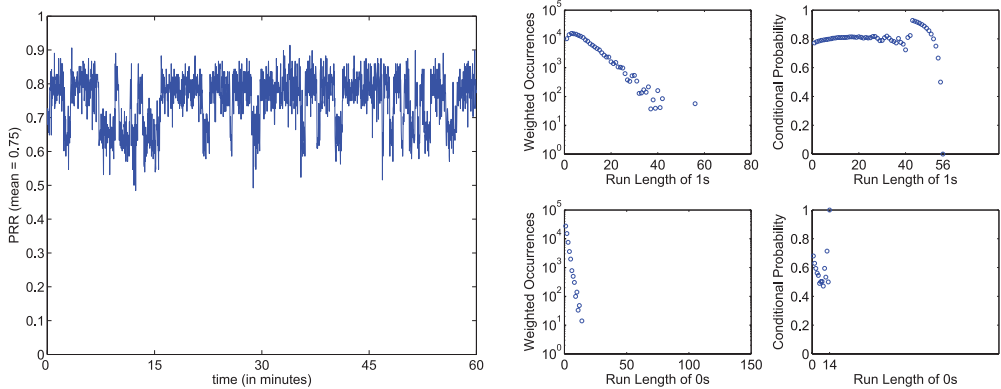 1
0.9
0.8
0.7
0.6
0.5
0.4
0.3
0.2
0.1
0
PRR (mean = 0.75)
0 15 30 45 60
time (in minutes)
10^5
10^4
10^3
10^2
10^1
10^0
Weighted Occurrences
0 20 40 60 80
Run Length of 1s
1
0.8
0.6
0.4
0.2
0
Conditional Probability
0 20 40 56
Run Length of 1s
10^5
10^4
10^3
10^2
10^1
10^0
Weighted Occurrences
0 50 100 150
Run Length of 0s
1
0.8
0.6
0.4
0.2
0
Conditional Probability
0 14
Run Length of 0s